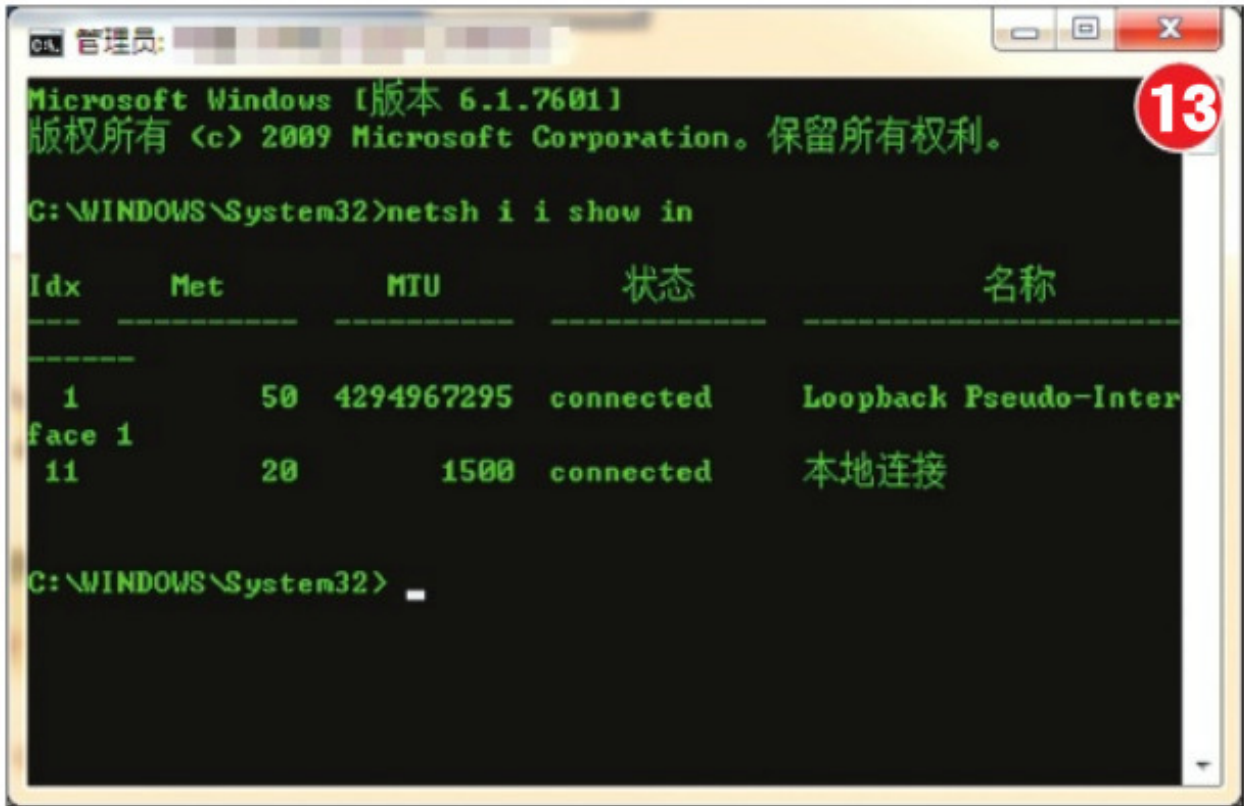 管理员:
13
Microsoft Windows [版本 6.1.7601]
版权所有 (c) 2009 Microsoft Corporation。保留所有权利。
C:\WINDOWS\System32>netsh i i show in
Idx Met MTU 状态 名称
--- ---------- ---------- ------------ ---------------------
------
1 50 4294967295 connected Loopback Pseudo-Inter
face 1
11 20 1500 connected 本地连接
C:\WINDOWS\System32>